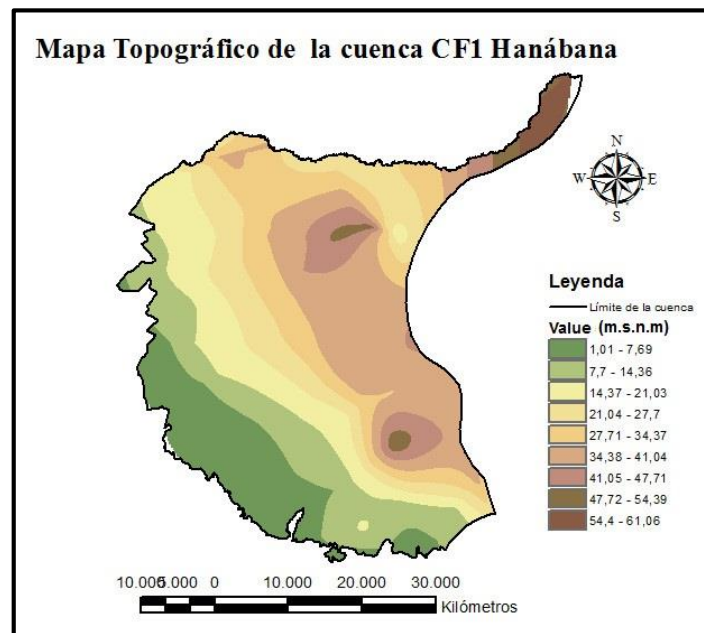 Mapa Topográfico de la cuenca CF1 Hanábana
N
W E
S
Leyenda
Límite de la cuenca
Value (m.s.n.m)
1,01 - 7,69
7,7 - 14,36
14,37 - 21,03
21,04 - 27,7
27,71 - 34,37
34,38 - 41,04
41,05 - 47,71
47,72 - 54,39
54,4 - 61,06
10.000 5.000 0 10.000 20.000 30.000
Kilómetros